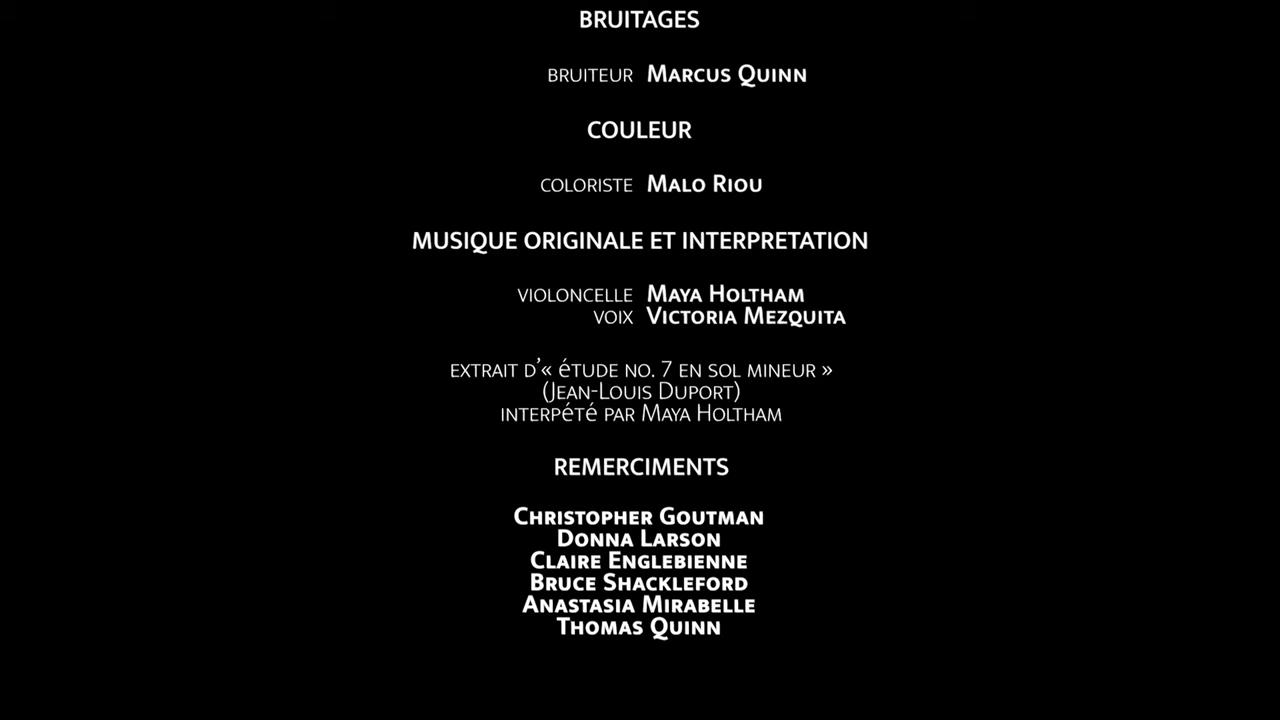 BRUITAGES
BRUITEUR MARCUS QUINN
COULEUR
COLORISTE MALO RIOU
MUSIQUE ORIGINALE ET INTERPRETATION
VIOLONCELLE MAYA HOLTHAM
VOIX VICTORIA MEZQUITA
EXTRAIT D’« éTUDE NO. 7 EN SOL MINEUR »
(JEAN-LOUIS DUPORT)
INTERPéTé PAR MAYA HOLTHAM
REMERCIMENTS
CHRISTOPHER GOUTMAN
DONNA LARSON
CLAIRE ENGLEBIENNE
BRUCE SHACKLEFORD
ANASTASIA MIRABELLE
THOMAS QUINN